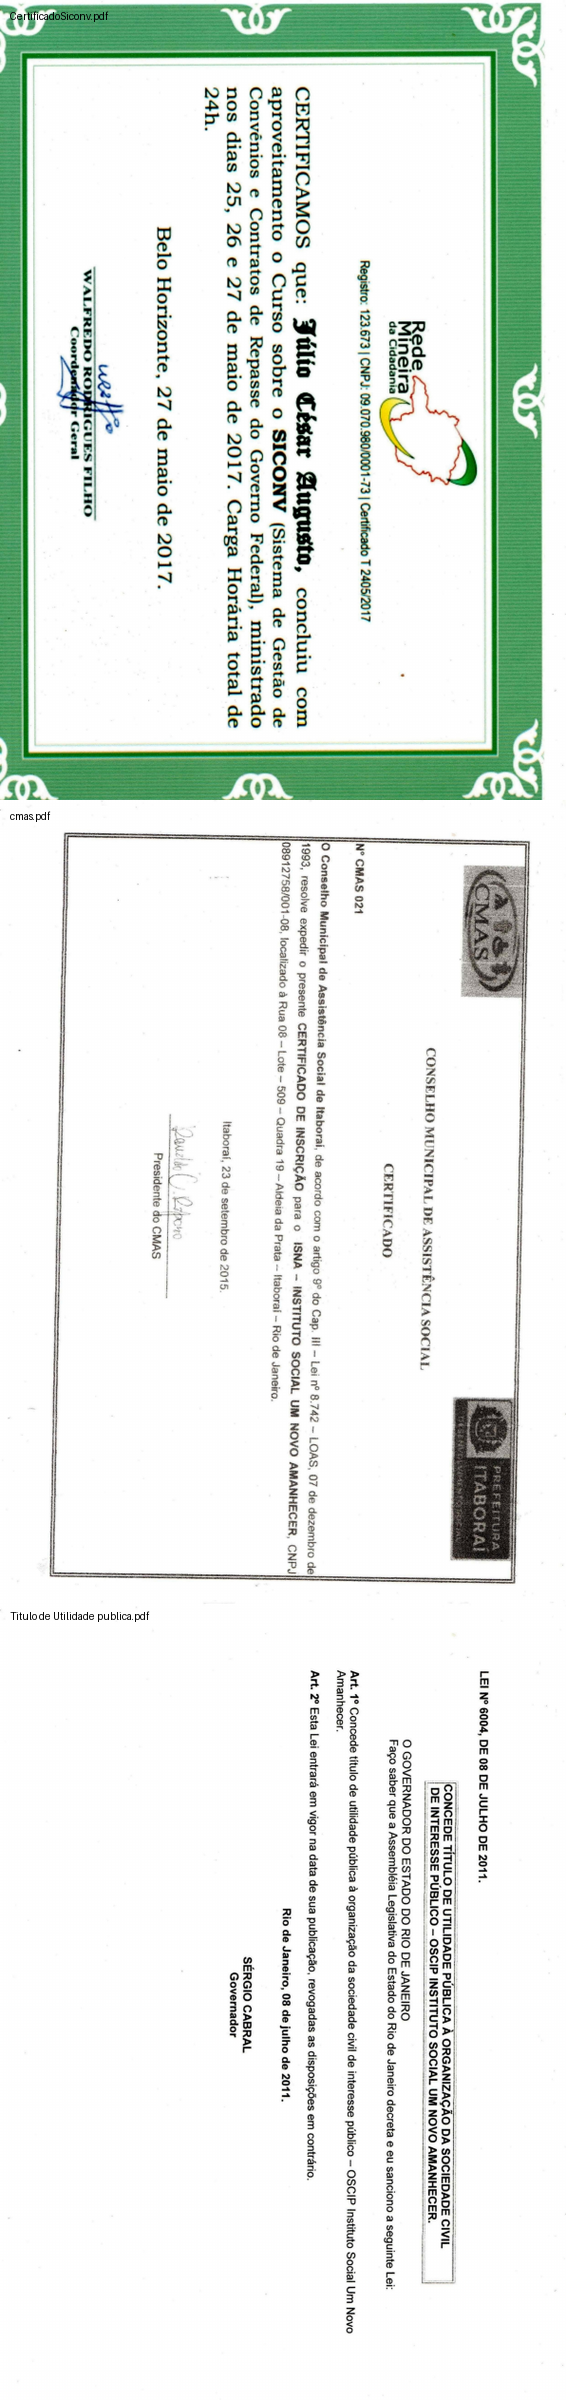 CertificadoSiconv.pdf
Rede
Mineira
da Cidadania
Registro: 123.673 | CNPJ: 09.070.980/0001-73 | Certificado T 2405/2017
CERTIFICAMOS que: Júlio César Augusto, concluiu com
aproveitamento o Curso sobre o SICONV (Sistema de Gestão de
Convênios e Contratos de Repasse do Governo Federal), ministrado
nos dias 25, 26 e 27 de maio de 2017. Carga Horária total de
24h.
Belo Horizonte, 27 de maio de 2017.
WALFREDO RODRIGUES FILHO
Coordenador Geral
cmas.pdf
CMAS
PREFEITURA
ITABORAÍ
CONSELHO MUNICIPAL DE ASSISTÊNCIA SOCIAL
CERTIFICADO
Nº CMAS 021
O Conselho Municipal de Assistência Social de Itaboraí, de acordo com o artigo 9º do Cap. III – Lei nº 8.742 – LOAS, 07 de dezembro de
1993, resolve expedir o presente CERTIFICADO DE INSCRIÇÃO para o ISNA – INSTITUTO SOCIAL UM NOVO AMANHECER, CNPJ
08912758/001-08, localizado à Rua 08 – Lote – 509 – Quadra 19 – Aldeia da Prata – Itaboraí – Rio de Janeiro.
Itaboraí, 23 de setembro de 2015.
Presidente do CMAS
Titulo de Utilidade publica.pdf
LEI Nº 6004, DE 08 DE JULHO DE 2011.
CONCEDE TÍTULO DE UTILIDADE PÚBLICA À ORGANIZAÇÃO DA SOCIEDADE CIVIL
DE INTERESSE PÚBLICO – OSCIP INSTITUTO SOCIAL UM NOVO AMANHECER.
O GOVERNADOR DO ESTADO DO RIO DE JANEIRO
Faço saber que a Assembléia Legislativa do Estado do Rio de Janeiro decreta e eu sanciono a seguinte Lei:
Art. 1º Concede título de utilidade pública à organização da sociedade civil de interesse público – OSCIP Instituto Social Um Novo
Amanhecer.
Art. 2º Esta Lei entrará em vigor na data de sua publicação, revogadas as disposições em contrário.
Rio de Janeiro, 08 de julho de 2011.
SÉRGIO CABRAL
Governador